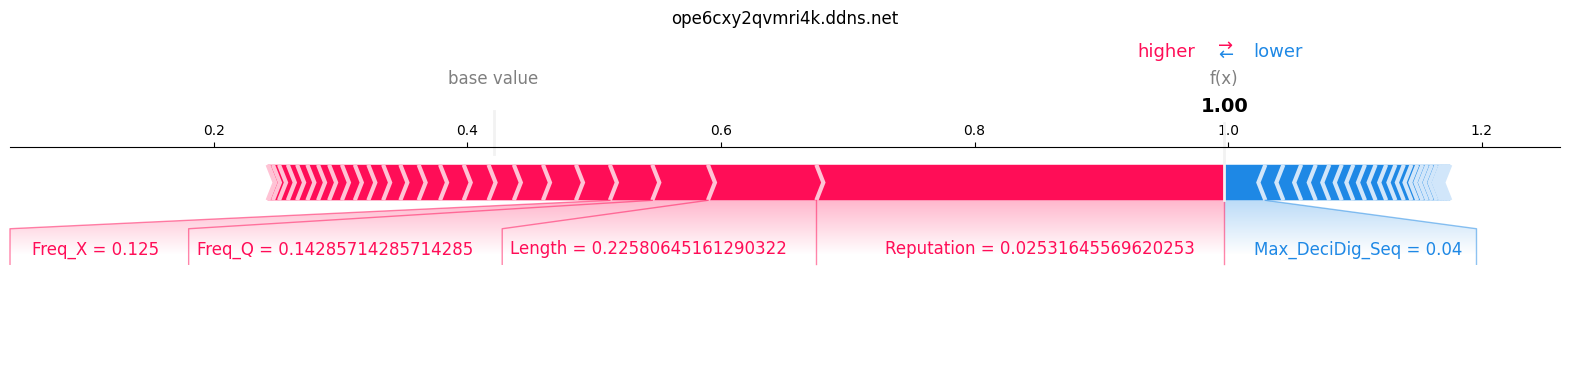 ope6cxy2qvmri4k.ddns.net
higher ⇄ lower
base value f(x)
1.00
0.2 0.4 0.6 0.8 1.0 1.2
Freq_X = 0.125 Freq_Q = 0.14285714285714285 Length = 0.22580645161290322 Reputation = 0.02531645569620253 Max_DeciDig_Seq = 0.04